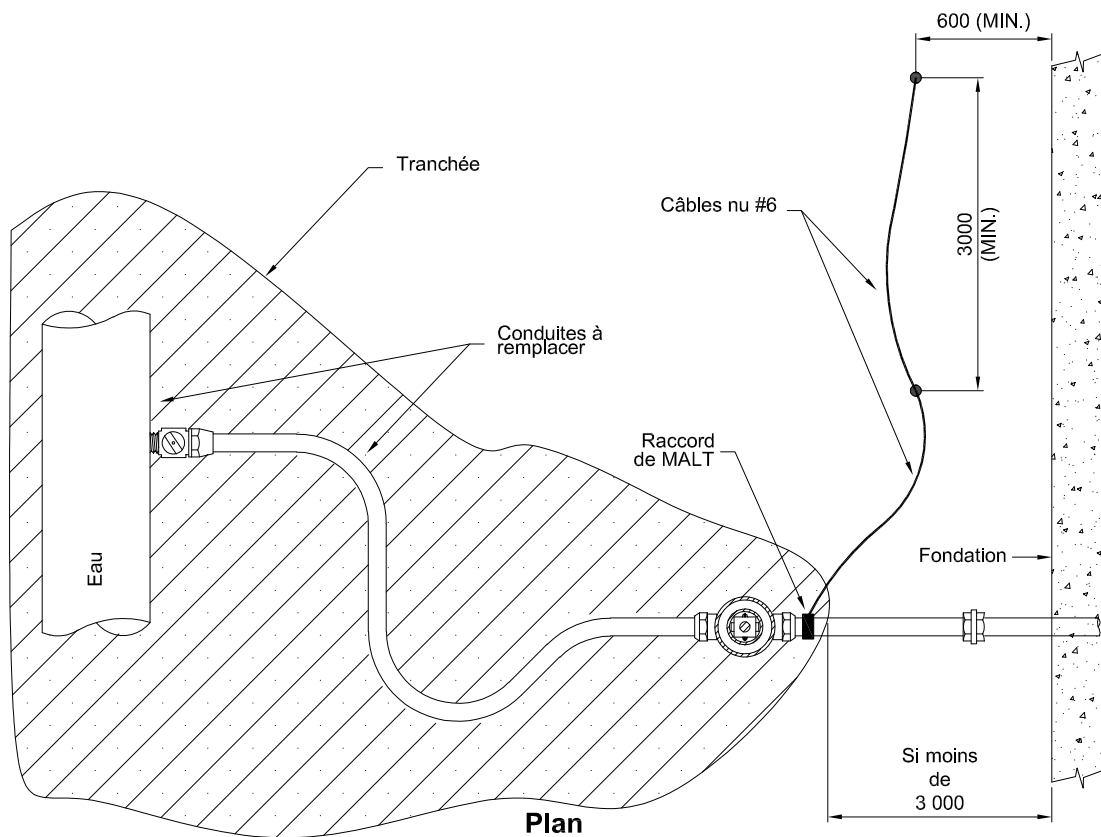 600 (MIN.)
Tranchée
Câbles nu #6
3000
(MIN.)
Conduites à
remplacer
Raccord
de MALT
Eau
Fondation
Si moins
de
3 000
Plan